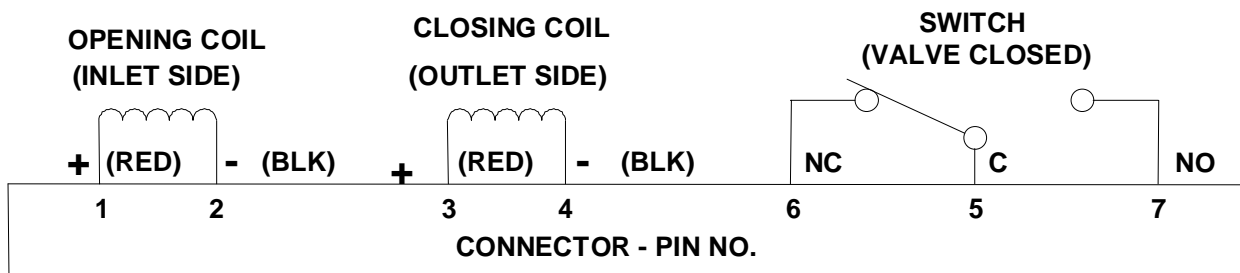 OPENING COIL
(INLET SIDE)
CLOSING COIL
(OUTLET SIDE)
SWITCH
(VALVE CLOSED)
+ (RED) - (BLK) + (RED) - (BLK) NC C NO
1 2 3 4 6 5 7
CONNECTOR - PIN NO.